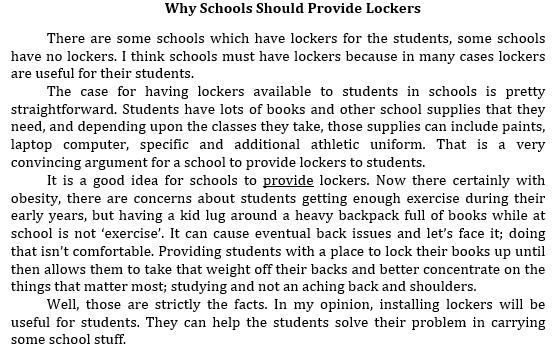 Why Schools Should Provide Lockers
There are some schools which have lockers for the students, some schools
have no lockers. I think schools must have lockers because in many cases lockers
are useful for their students.
The case for having lockers available to students in schools is pretty
straightforward. Students have lots of books and other school supplies that they
need, and depending upon the classes they take, those supplies can include paints,
laptop computer, specific and additional athletic uniform. That is a very
convincing argument for a school to provide lockers to students.
It is a good idea for schools to provide lockers. Now there certainly with
obesity, there are concerns about students getting enough exercise during their
early years, but having a kid lug around a heavy backpack full of books while at
school is not ‘exercise’. It can cause eventual back issues and let’s face it; doing
that isn’t comfortable. Providing students with a place to lock their books up until
then allows them to take that weight off their backs and better concentrate on the
things that matter most; studying and not an aching back and shoulders.
Well, those are strictly the facts. In my opinion, installing lockers will be
useful for students. They can help the students solve their problem in carrying
some school stuff.